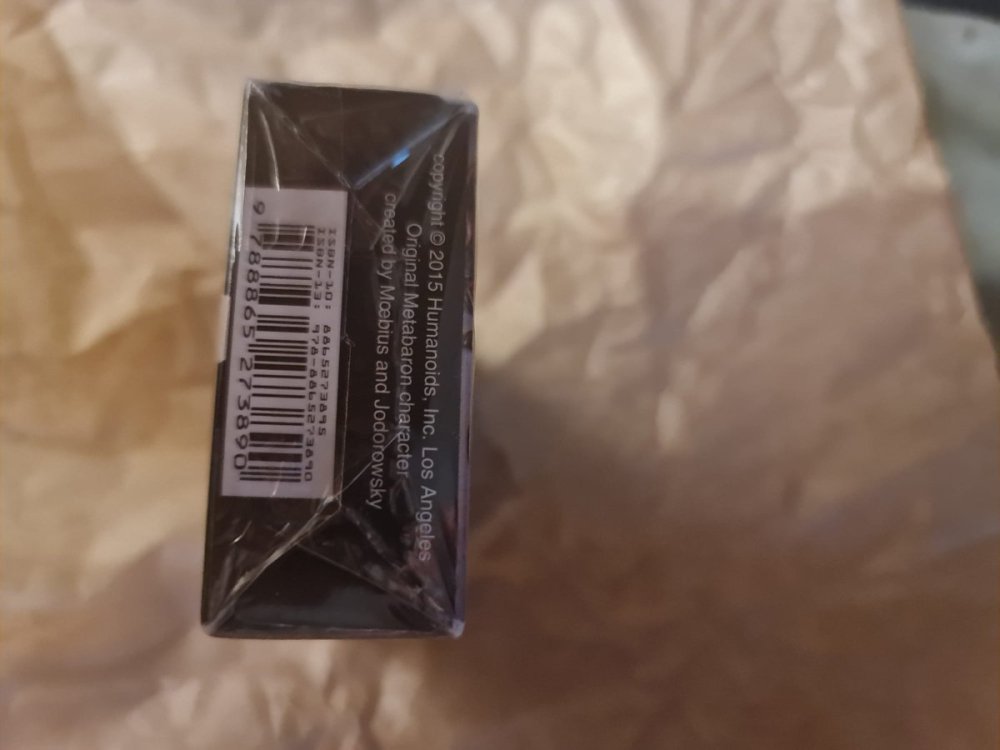 copyright © 2015 Humanoids, Inc. Los Angeles
Original Metabaron character
created by Mœbius and Jodorowsky
ISBN-10: 8865273895
ISBN-13: 978-8865273890
9 788865 273890